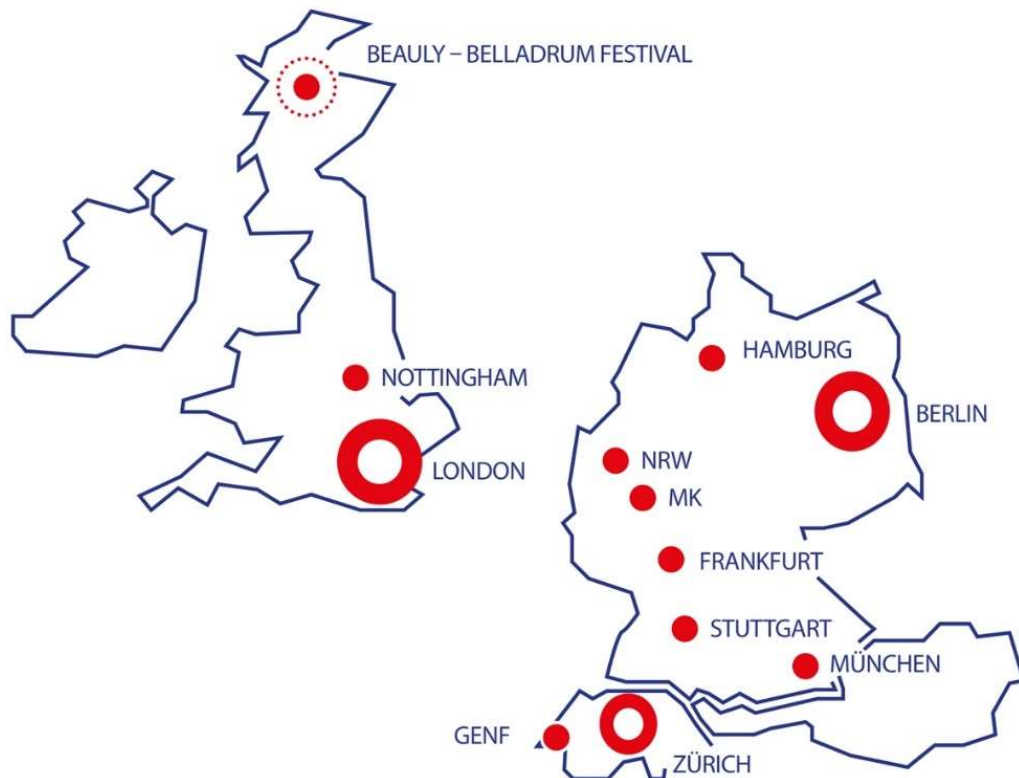 BEAULY – BELLADRUM FESTIVAL
NOTTINGHAM
LONDON
HAMBURG
BERLIN
NRW
MK
FRANKFURT
STUTTGART
MÜNCHEN
GENF
ZÜRICH